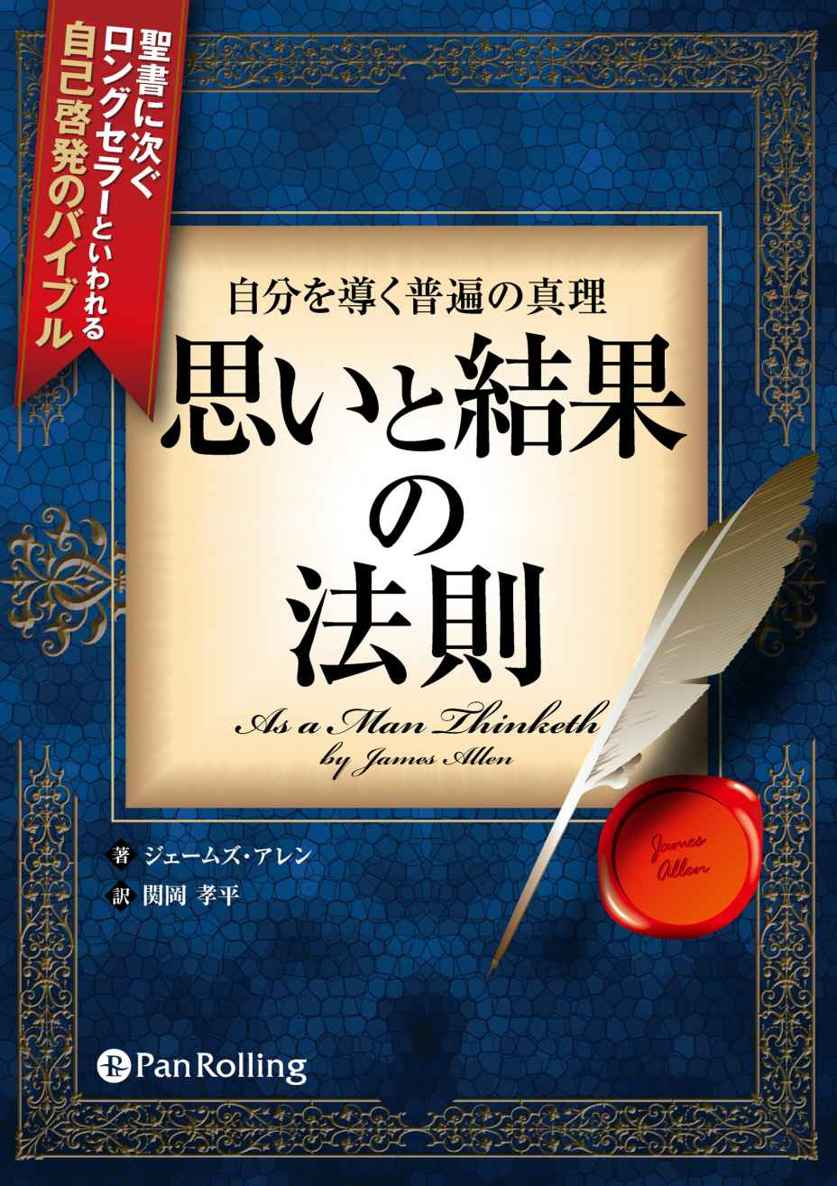 聖書に次ぐ
ロングセラーといわれる
自己啓発のバイブル
自分を導く普遍の真理
思いと結果
の
法則
As a Man Thinketh
by James Allen
著 ジェームズ・アレン
訳 関岡 孝平
James
Allen
PanRolling